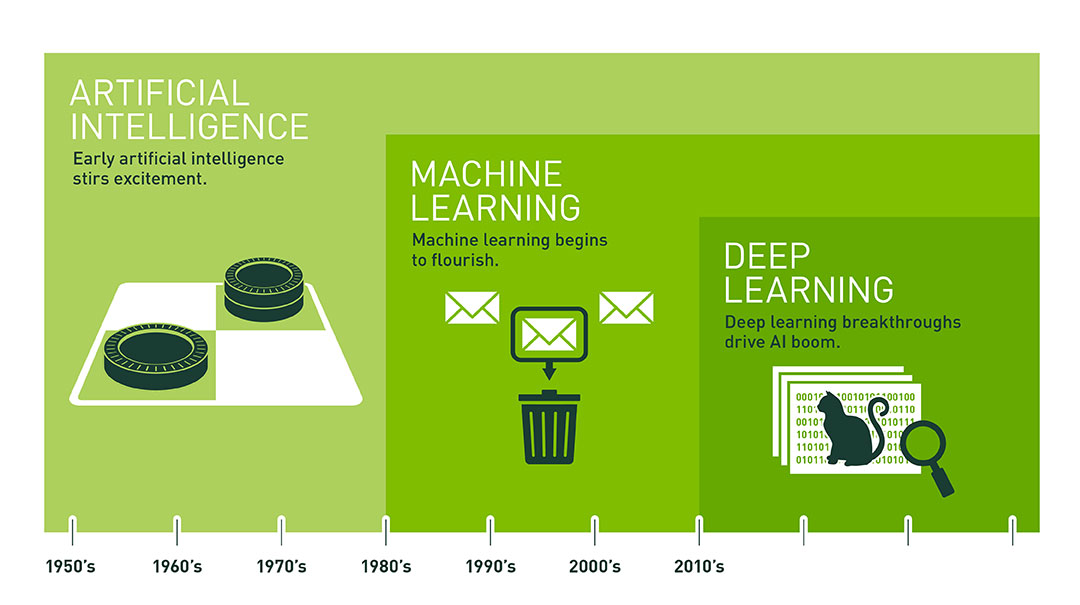 ARTIFICIAL
INTELLIGENCE
Early artificial intelligence
stirs excitement.
MACHINE
LEARNING
Machine learning begins
to flourish.
DEEP
LEARNING
Deep learning breakthroughs
drive AI boom.
1950's 1960's 1970's 1980's 1990's 2000's 2010's